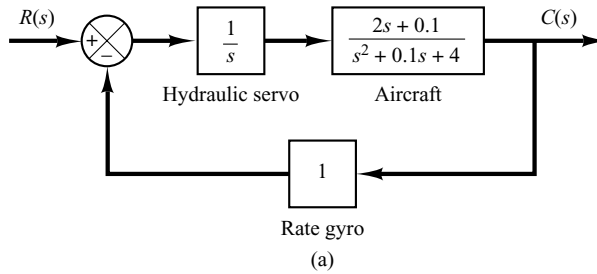 R(s)
C(s)
+
−
1
s
2s + 0.1
s² + 0.1s + 4
Hydraulic servo
Aircraft
1
Rate gyro
(a)